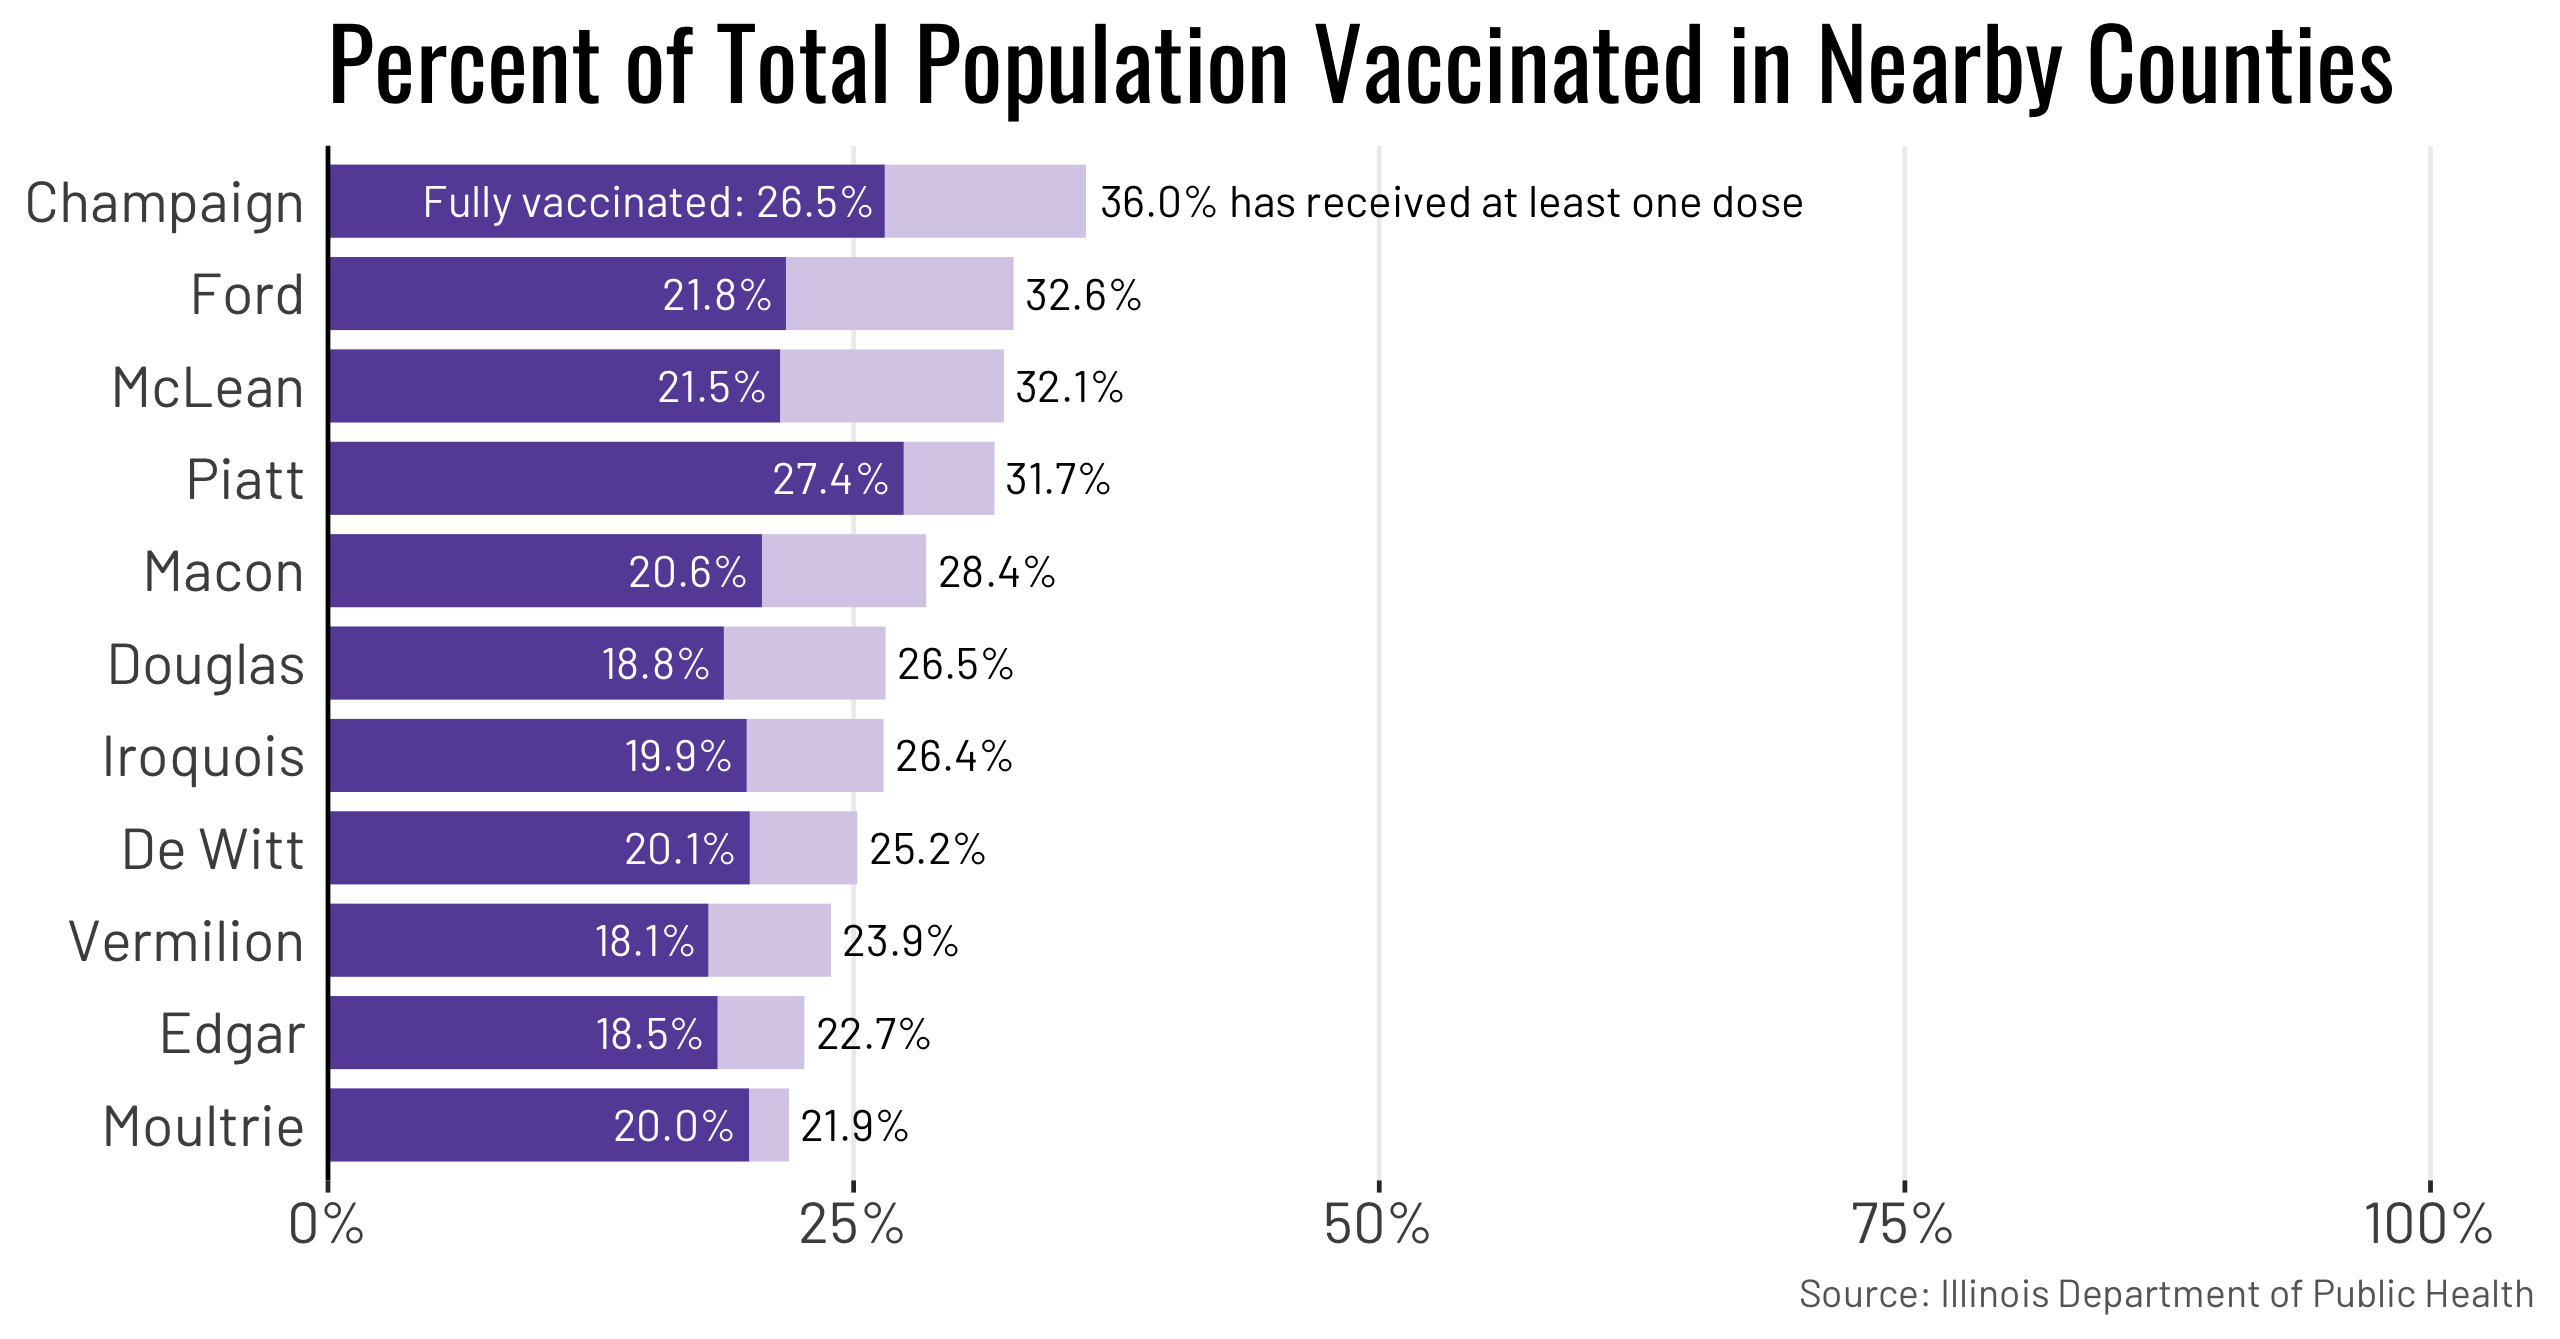 Percent of Total Population Vaccinated in Nearby Counties
Champaign Fully vaccinated: 26.5% 36.0% has received at least one dose
Ford 21.8% 32.6%
McLean 21.5% 32.1%
Piatt 27.4% 31.7%
Macon 20.6% 28.4%
Douglas 18.8% 26.5%
Iroquois 19.9% 26.4%
De Witt 20.1% 25.2%
Vermilion 18.1% 23.9%
Edgar 18.5% 22.7%
Moultrie 20.0% 21.9%
0% 25% 50% 75% 100%
Source: Illinois Department of Public Health